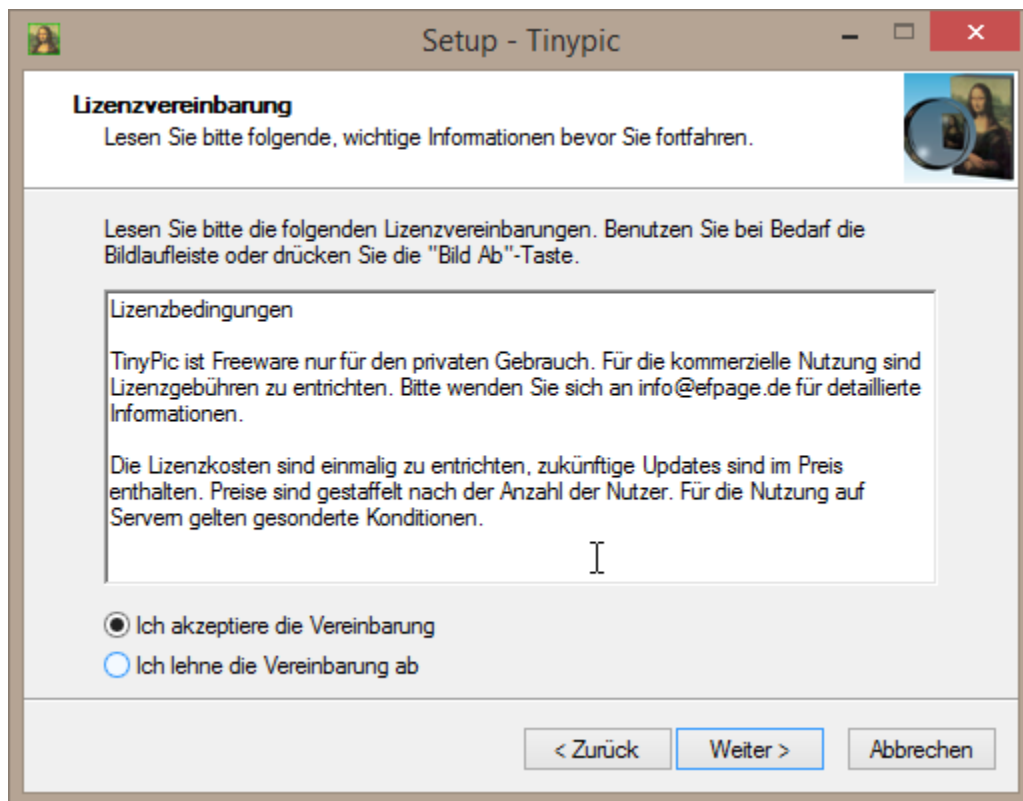 Setup - Tinypic
Lizenzvereinbarung
Lesen Sie bitte folgende, wichtige Informationen bevor Sie fortfahren.
Lesen Sie bitte die folgenden Lizenzvereinbarungen. Benutzen Sie bei Bedarf die
Bildlaufleiste oder drücken Sie die "Bild Ab"-Taste.
Lizenzbedingungen
TinyPic ist Freeware nur für den privaten Gebrauch. Für die kommerzielle Nutzung sind
Lizenzgebühren zu entrichten. Bitte wenden Sie sich an info@efpage.de für detaillierte
Informationen.
Die Lizenzkosten sind einmalig zu entrichten, zukünftige Updates sind im Preis
enthalten. Preise sind gestaffelt nach der Anzahl der Nutzer. Für die Nutzung auf
Servern gelten gesonderte Konditionen.
Ich akzeptiere die Vereinbarung
Ich lehne die Vereinbarung ab
< Zurück Weiter > Abbrechen